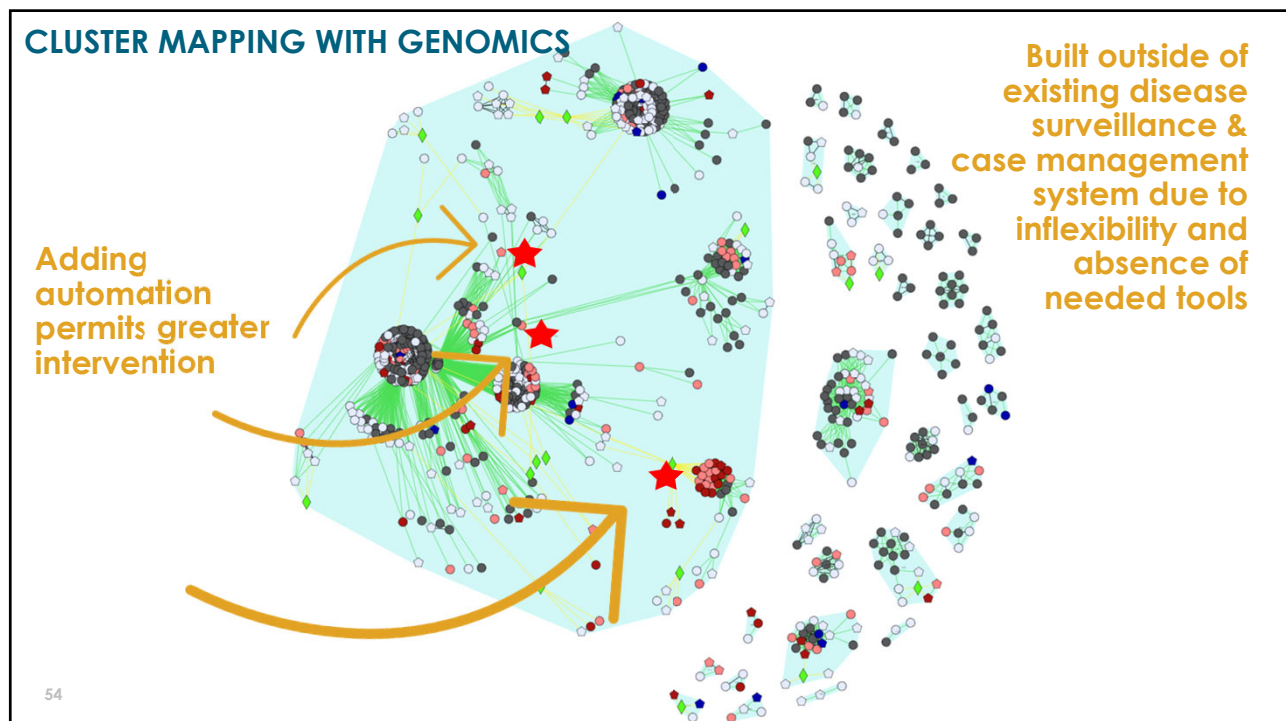 CLUSTER MAPPING WITH GENOMICS
Built outside of
existing disease
surveillance &
case management
system due to
inflexibility and
absence of
needed tools
Adding
automation
permits greater
intervention
54